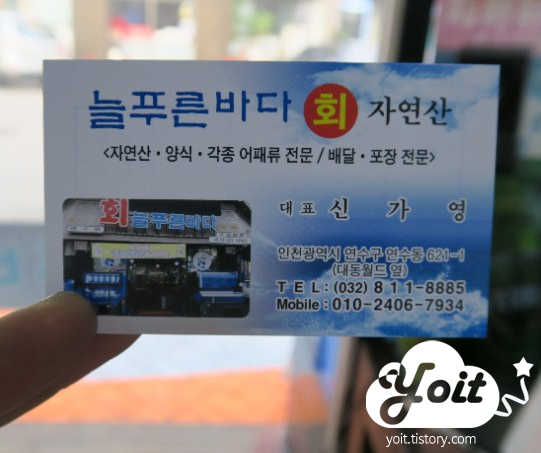 늘푸른바다 회 자연산
<자연산・양식・각종 어패류 전문 / 배달・포장 전문>
회늘푸른바다
대표 신 가 영
인천광역시 연수구 연수동 621-1
(대동월드 옆)
TEL : (032) 811-8885
Mobile : 010-2406-7934
Yoit
yoit.tistory.com